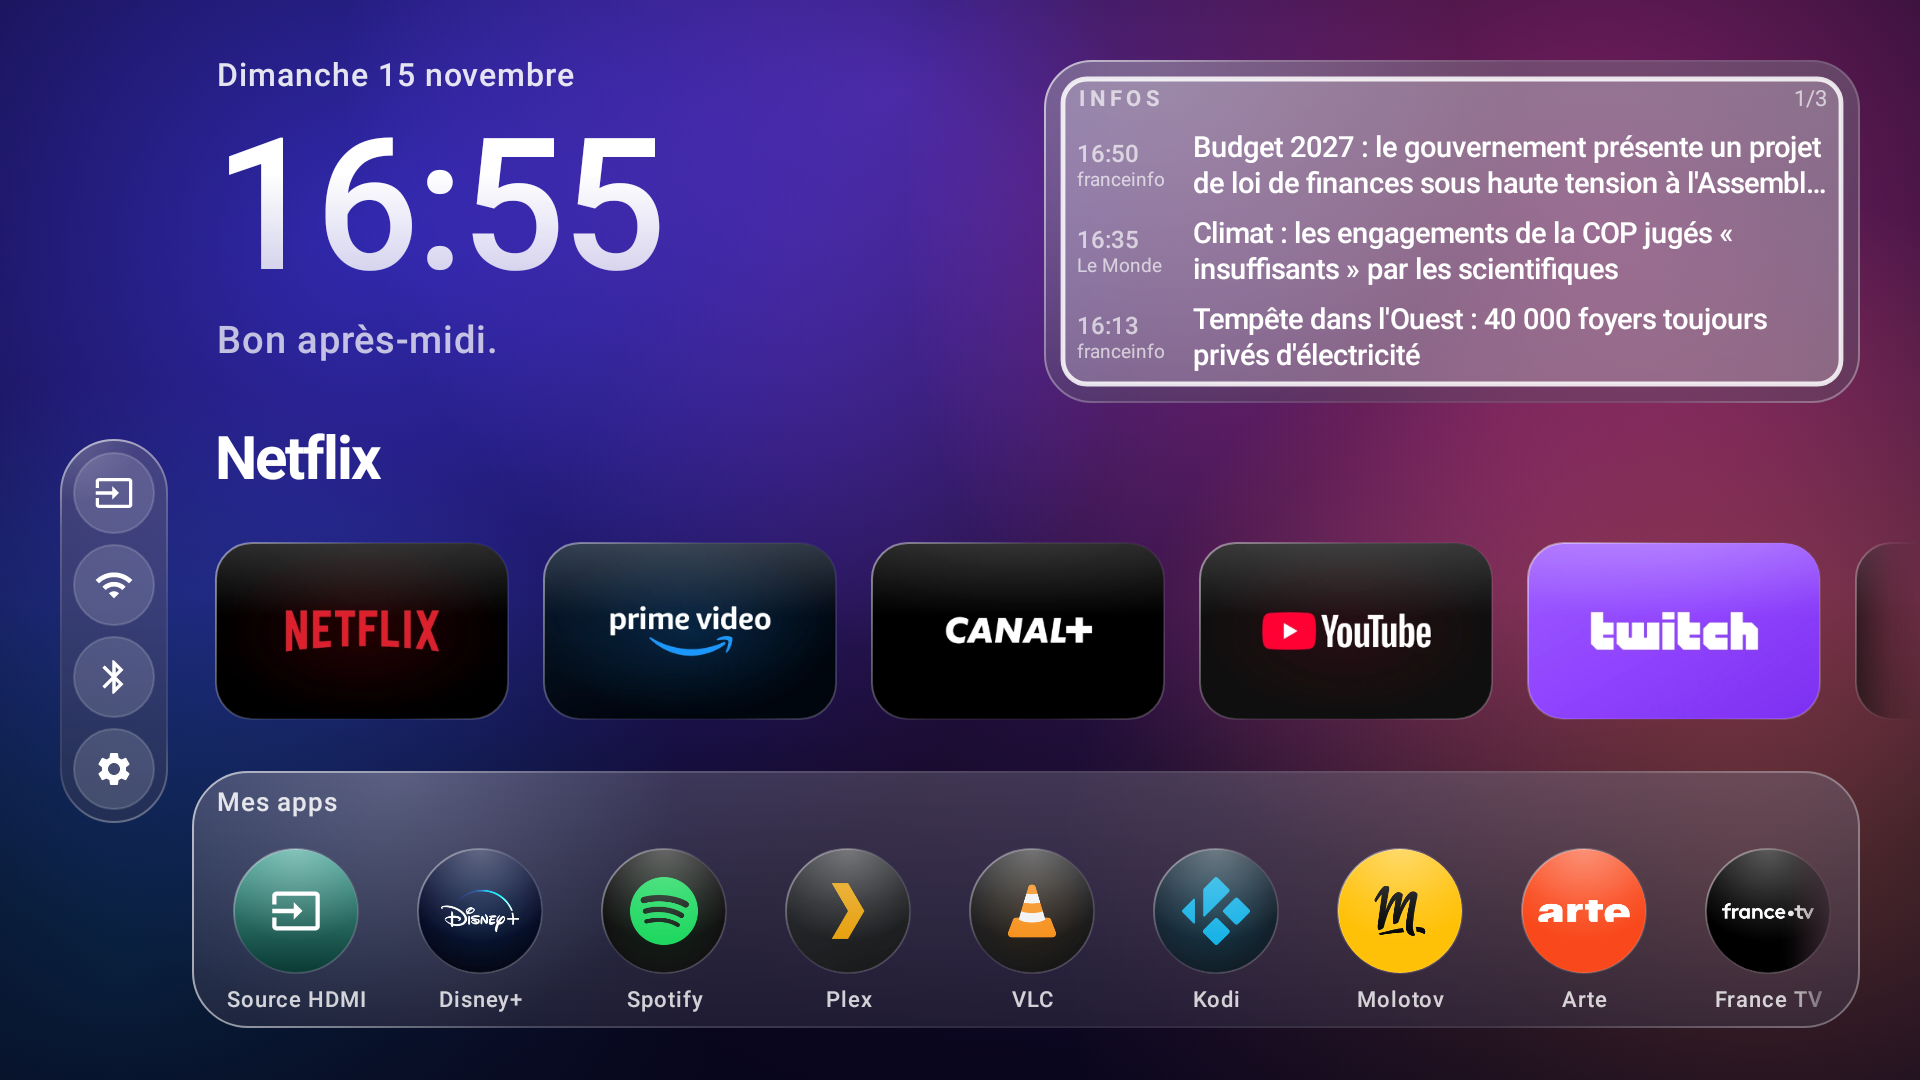 Dimanche 15 novembre
16:55
Bon après-midi.
INFOS
1/3
16:50
franceinfo
Budget 2027 : le gouvernement présente un projet
de loi de finances sous haute tension à l'Assembl...
16:35
Le Monde
Climat : les engagements de la COP jugés «
insuffisants » par les scientifiques
16:13
franceinfo
Tempête dans l'Ouest : 40 000 foyers toujours
privés d'électricité
Netflix
NETFLIX
prime video
CANAL+
YouTube
twitch
Mes apps
Disney+
M.
arte
france•tv
Source HDMI
Disney+
Spotify
Plex
VLC
Kodi
Molotov
Arte
France TV